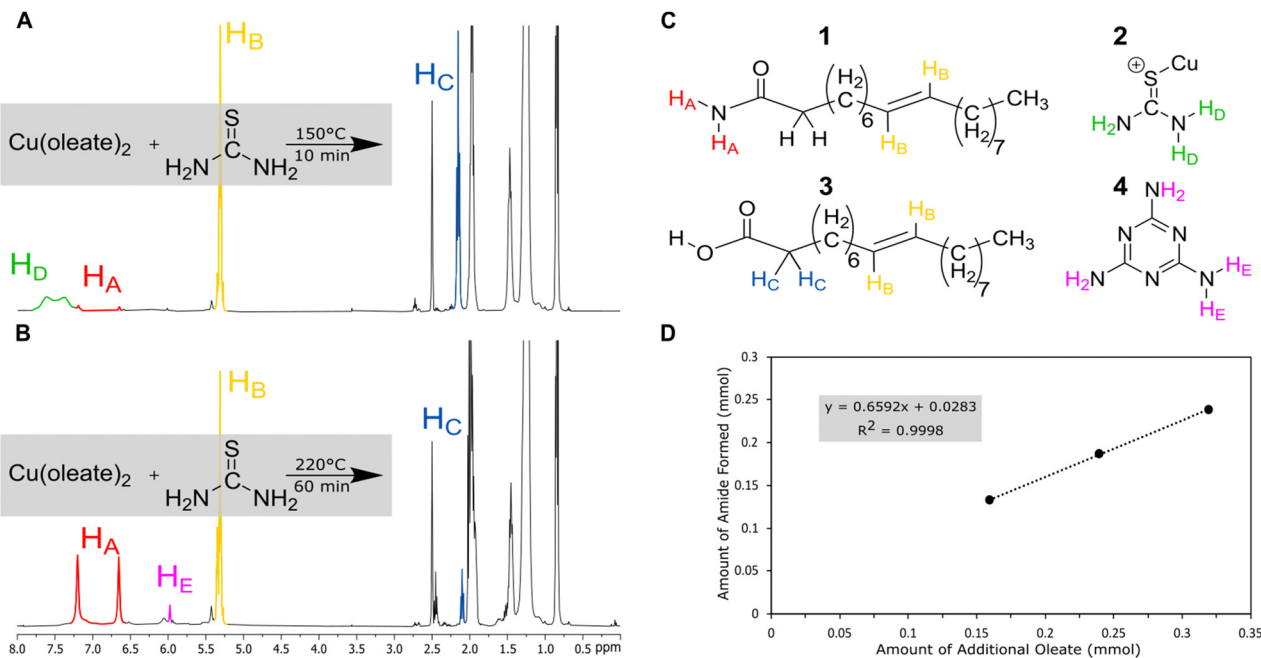 A
H_B
H_C
Cu(oleate)2 +
S
C
H2N NH2
150°C
10 min
H_D
H_A
B
H_B
H_C
Cu(oleate)2 +
S
C
H2N NH2
220°C
60 min
H_A
H_E
8.0 7.5 7.0 6.5 6.0 5.5 5.0 4.5 4.0 3.5 3.0 2.5 2.0 1.5 1.0 0.5 ppm
C
1
O
H_A N
H_A
H H
(H2 C)6
H_B
H_B
(C H2)7
CH3
2
⊕ S Cu
H2N N H_D
H_D
3
O
H O
H_C H_C
(H2 C)6
H_B
H_B
(C H2)7
CH3
4
NH2
N N
H2N N N H_E
H_E
D
y = 0.6592x + 0.0283
R2 = 0.9998
Amount of Amide Formed (mmol)
0.3
0.25
0.2
0.15
0.1
0.05
0
0 0.05 0.1 0.15 0.2 0.25 0.3 0.35
Amount of Additional Oleate (mmol)